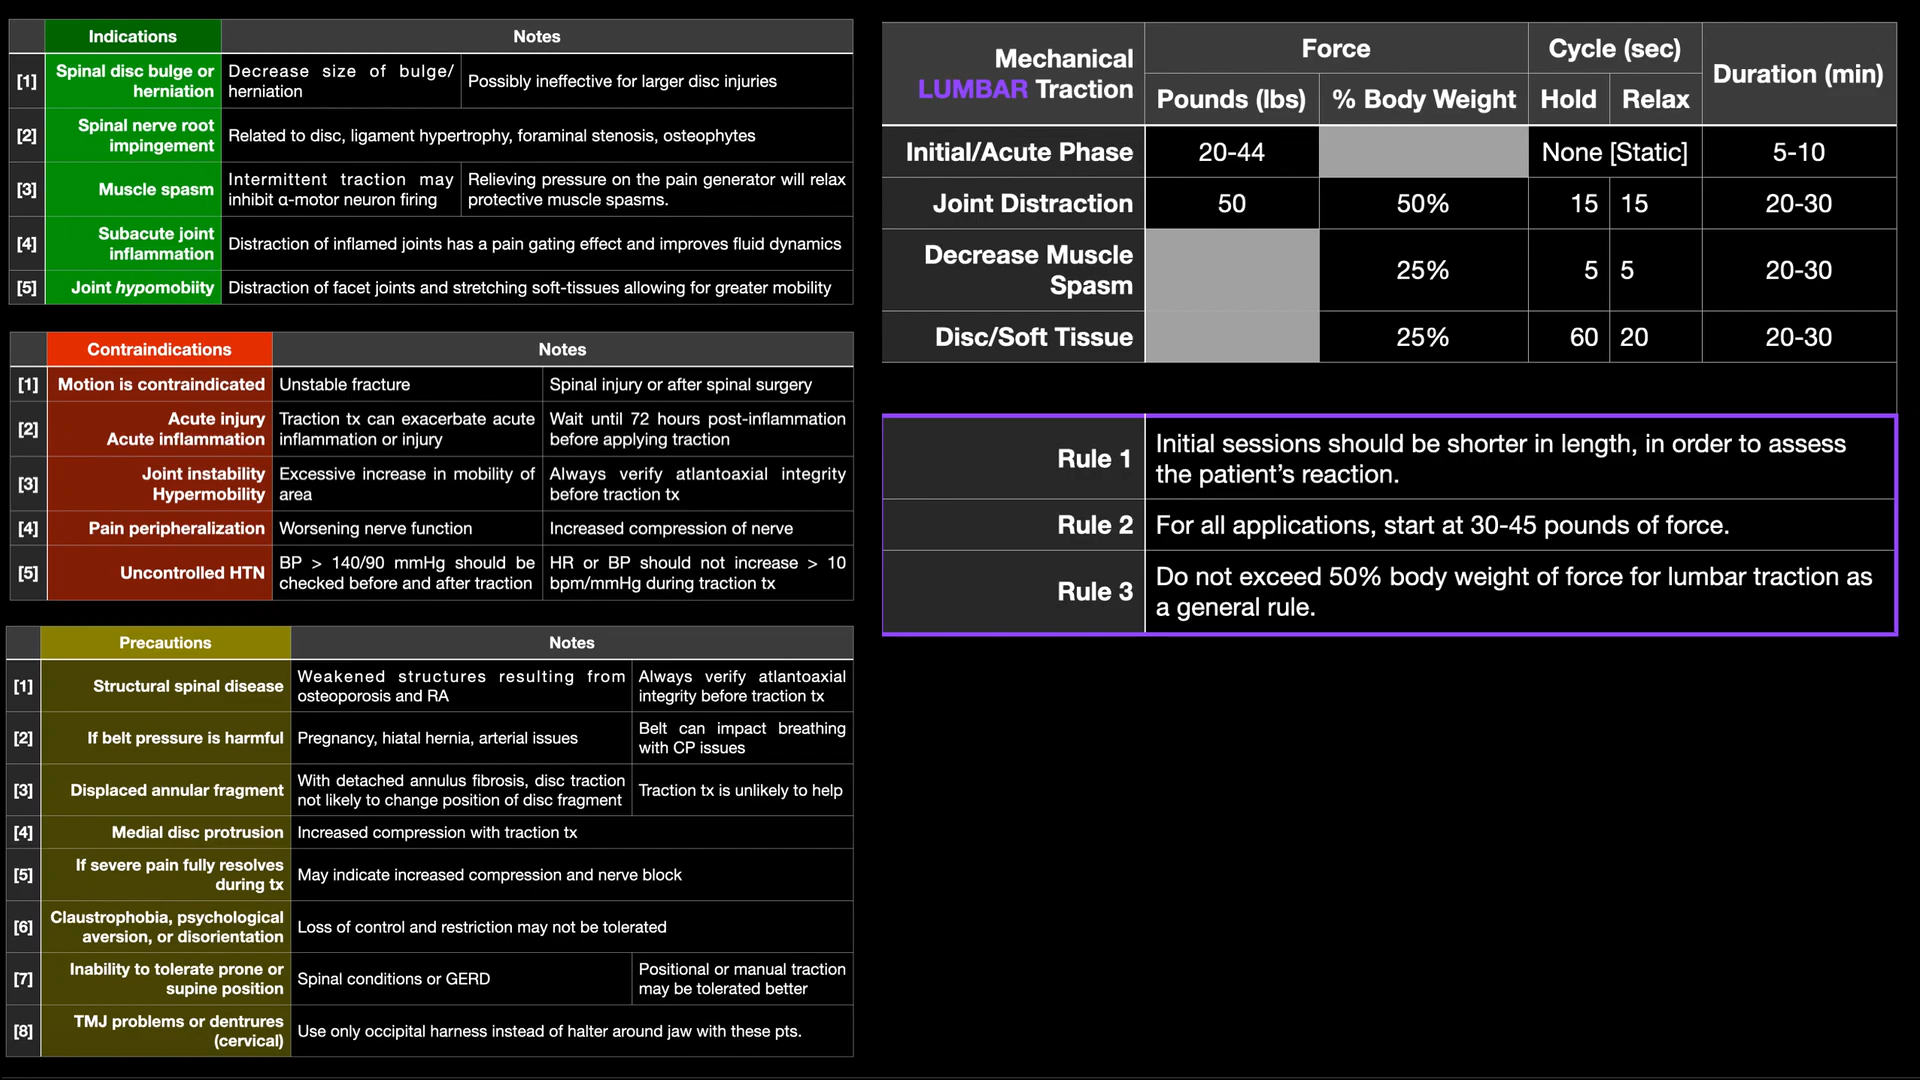 Indications Notes
[1] Spinal disc bulge or herniation Decrease size of bulge/ herniation Possibly ineffective for larger disc injuries
[2] Spinal nerve root impingement Related to disc, ligament hypertrophy, foraminal stenosis, osteophytes
[3] Muscle spasm Intermittent traction may inhibit α-motor neuron firing Relieving pressure on the pain generator will relax protective muscle spasms.
[4] Subacute joint inflammation Distraction of inflamed joints has a pain gating effect and improves fluid dynamics
[5] Joint hypomobiity Distraction of facet joints and stretching soft-tissues allowing for greater mobility
Contraindications Notes
[1] Motion is contraindicated Unstable fracture Spinal injury or after spinal surgery
[2] Acute injury Acute inflammation Traction tx can exacerbate acute inflammation or injury Wait until 72 hours post-inflammation before applying traction
[3] Joint instability Hypermobility Excessive increase in mobility of area Always verify atlantoaxial integrity before traction tx
[4] Pain peripheralization Worsening nerve function Increased compression of nerve
[5] Uncontrolled HTN BP > 140/90 mmHg should be checked before and after traction HR or BP should not increase > 10 bpm/mmHg during traction tx
Precautions Notes
[1] Structural spinal disease Weakened structures resulting from osteoporosis and RA Always verify atlantoaxial integrity before traction tx
[2] If belt pressure is harmful Pregnancy, hiatal hernia, arterial issues Belt can impact breathing with CP issues
[3] Displaced annular fragment With detached annulus fibrosis, disc traction not likely to change position of disc fragment Traction tx is unlikely to help
[4] Medial disc protrusion Increased compression with traction tx
[5] If severe pain fully resolves during tx May indicate increased compression and nerve block
[6] Claustrophobia, psychological aversion, or disorientation Loss of control and restriction may not be tolerated
[7] Inability to tolerate prone or supine position Spinal conditions or GERD Positional or manual traction may be tolerated better
[8] TMJ problems or dentrures (cervical) Use only occipital harness instead of halter around jaw with these pts.
Mechanical LUMBAR Traction Force Cycle (sec) Duration (min)
Pounds (lbs) % Body Weight Hold Relax
Initial/Acute Phase 20-44 None [Static] 5-10
Joint Distraction 50 50% 15 15 20-30
Decrease Muscle Spasm 25% 5 5 20-30
Disc/Soft Tissue 25% 60 20 20-30
Rule 1 Initial sessions should be shorter in length, in order to assess the patient's reaction.
Rule 2 For all applications, start at 30-45 pounds of force.
Rule 3 Do not exceed 50% body weight of force for lumbar traction as a general rule.